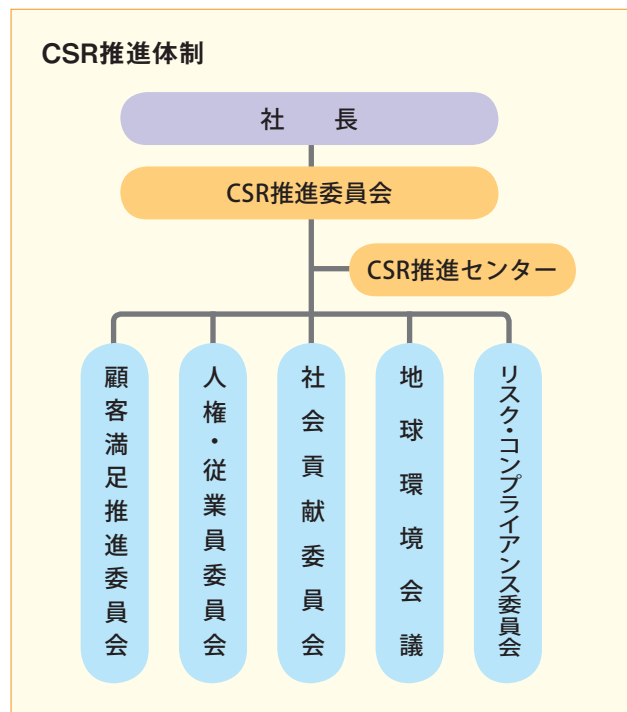 CSR推進体制
社　長
CSR推進委員会
CSR推進センター
顧客満足推進委員会
人権・従業員委員会
社会貢献委員会
地球環境会議
リスク・コンプライアンス委員会